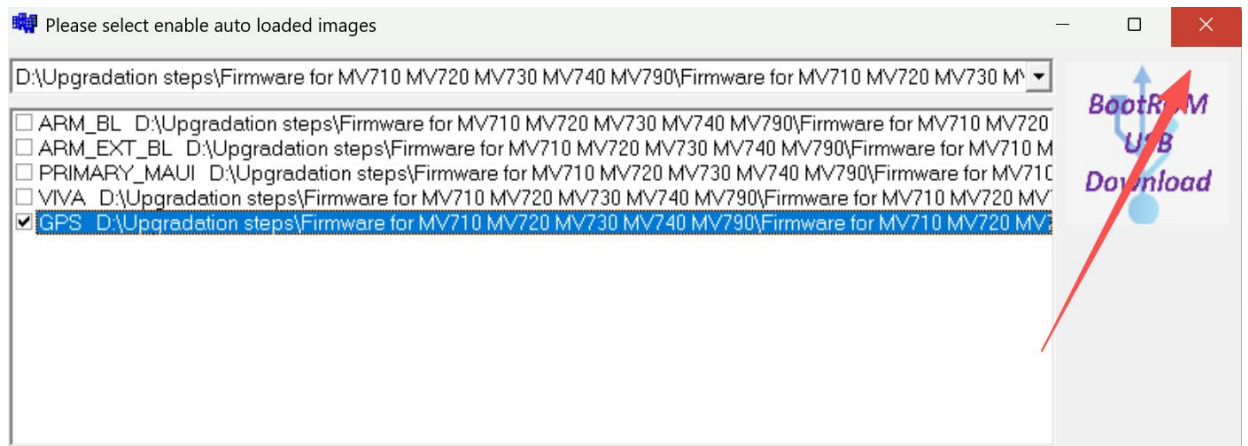 Please select enable auto loaded images
D:\Upgradation steps\Firmware for MV710 MV720 MV730 MV740 MV790\Firmware for MV710 MV720 MV730 M
ARM_BL D:\Upgradation steps\Firmware for MV710 MV720 MV730 MV740 MV790\Firmware for MV710 MV720
ARM_EXT_BL D:\Upgradation steps\Firmware for MV710 MV720 MV730 MV740 MV790\Firmware for MV710 M
PRIMARY_MAUI D:\Upgradation steps\Firmware for MV710 MV720 MV730 MV740 MV790\Firmware for MV710
VIVA D:\Upgradation steps\Firmware for MV710 MV720 MV730 MV740 MV790\Firmware for MV710 MV720 MV
GPS D:\Upgradation steps\Firmware for MV710 MV720 MV730 MV740 MV790\Firmware for MV710 MV720 MV
BootROM
USB
Download